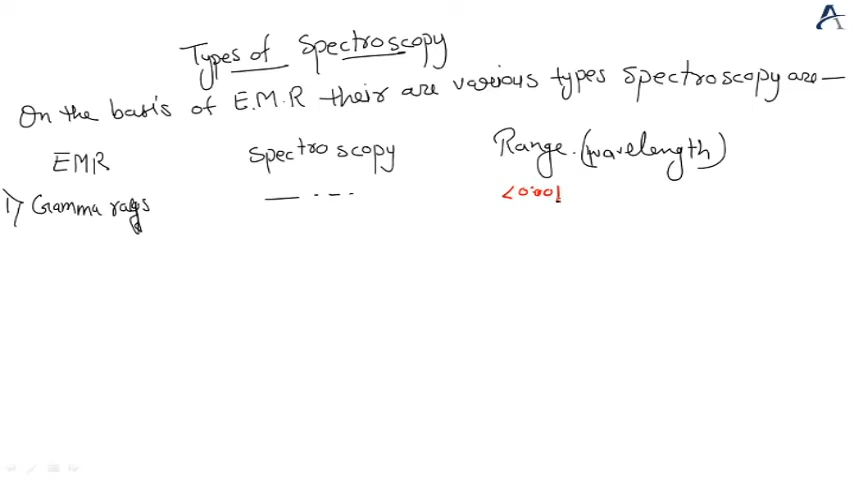 Types of Spectroscopy
On the basis of E.M.R their are various types spectroscopy are—
EMR Spectroscopy Range. (wavelength)
1) Gamma rays — . - - <0.001